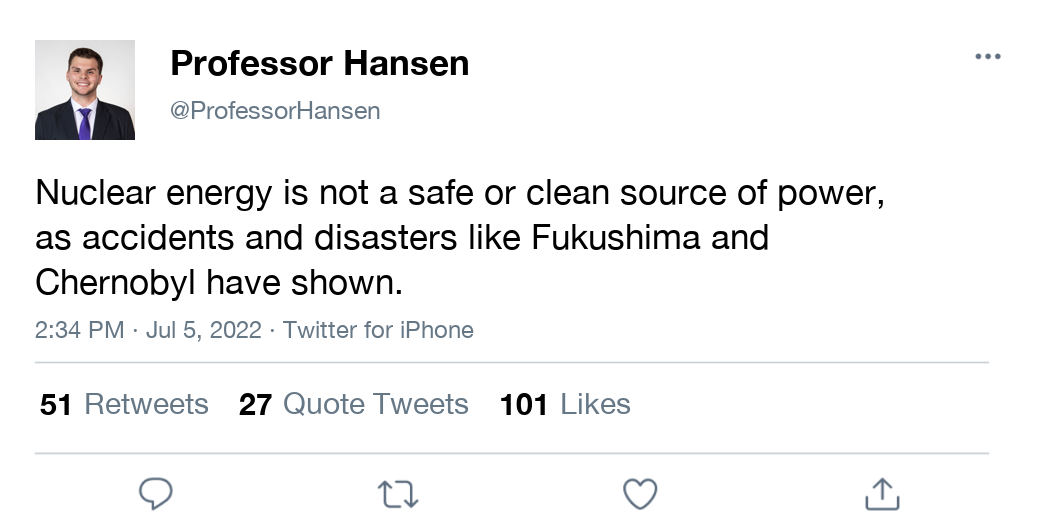 Professor Hansen
@ProfessorHansen
Nuclear energy is not a safe or clean source of power,
as accidents and disasters like Fukushima and
Chernobyl have shown.
2:34 PM · Jul 5, 2022 · Twitter for iPhone
51 Retweets 27 Quote Tweets 101 Likes